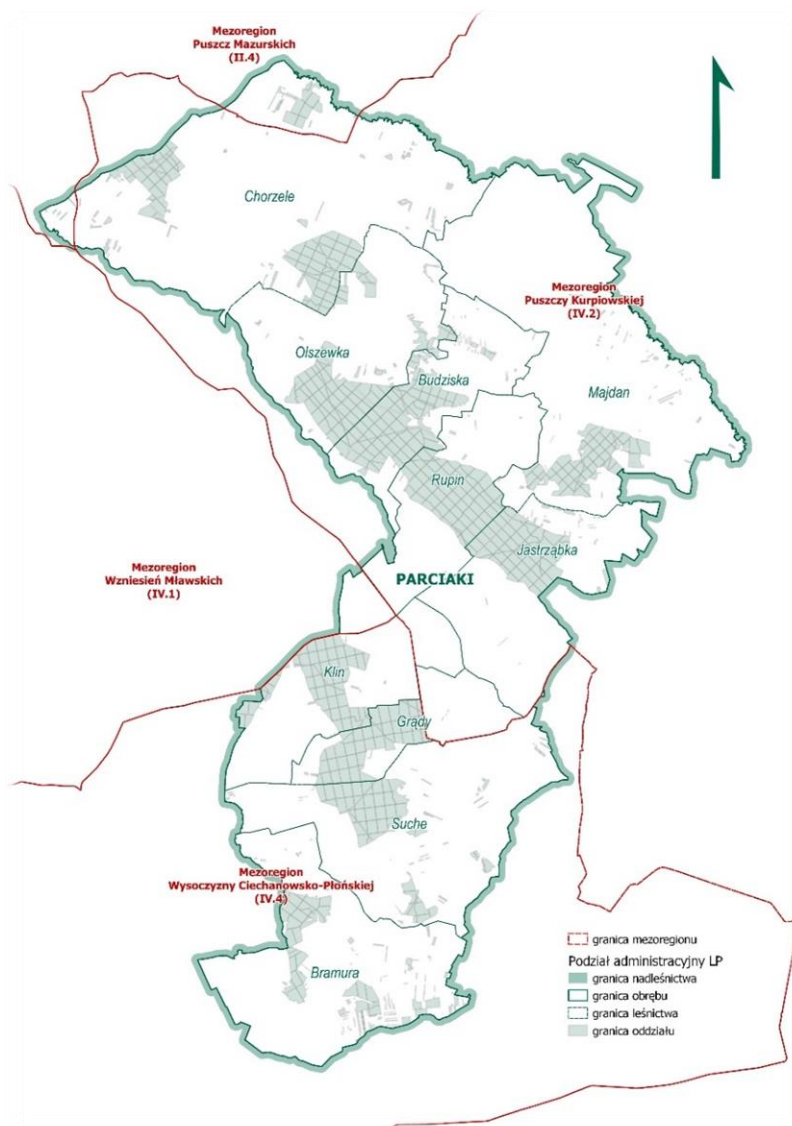 Mezoregion
Puszcz Mazurskich
(II.4)
Chorzele
Mezoregion
Puszczy Kurpiowskiej
(IV.2)
Olszewka
Budziska
Majdan
Rupin
Jastrząbka
Mezoregion
Wzniesień Mławskich
(IV.1)
PARCIAKI
Klin
Grądy
Suche
Mezoregion
Wysoczyzny Ciechanowsko-Płońskiej
(IV.4)
Bramura
granica mezoregionu
Podział administracyjny LP
granica nadleśnictwa
granica obrębu
granica leśnictwa
granica oddziału